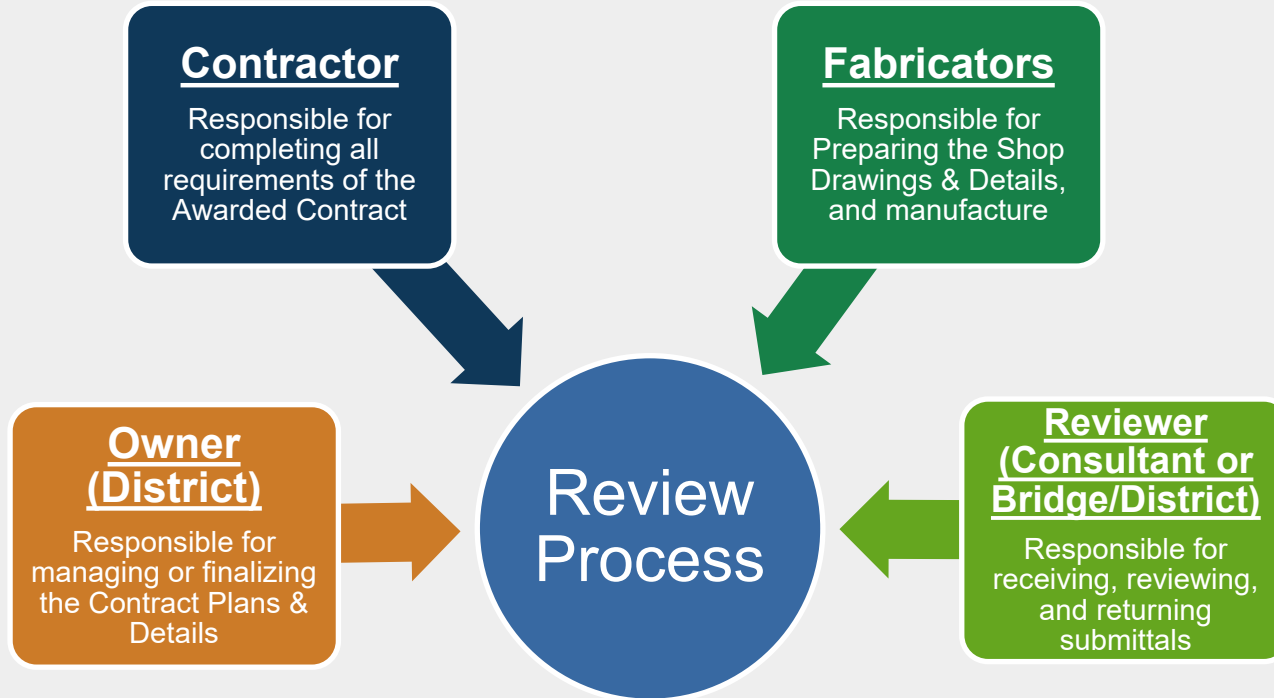 Contractor
Responsible for
completing all
requirements of the
Awarded Contract
Fabricators
Responsible for
Preparing the Shop
Drawings & Details,
and manufacture
Owner
(District)
Responsible for
managing or finalizing
the Contract Plans &
Details
Review
Process
Reviewer
(Consultant or
Bridge/District)
Responsible for
receiving, reviewing,
and returning
submittals